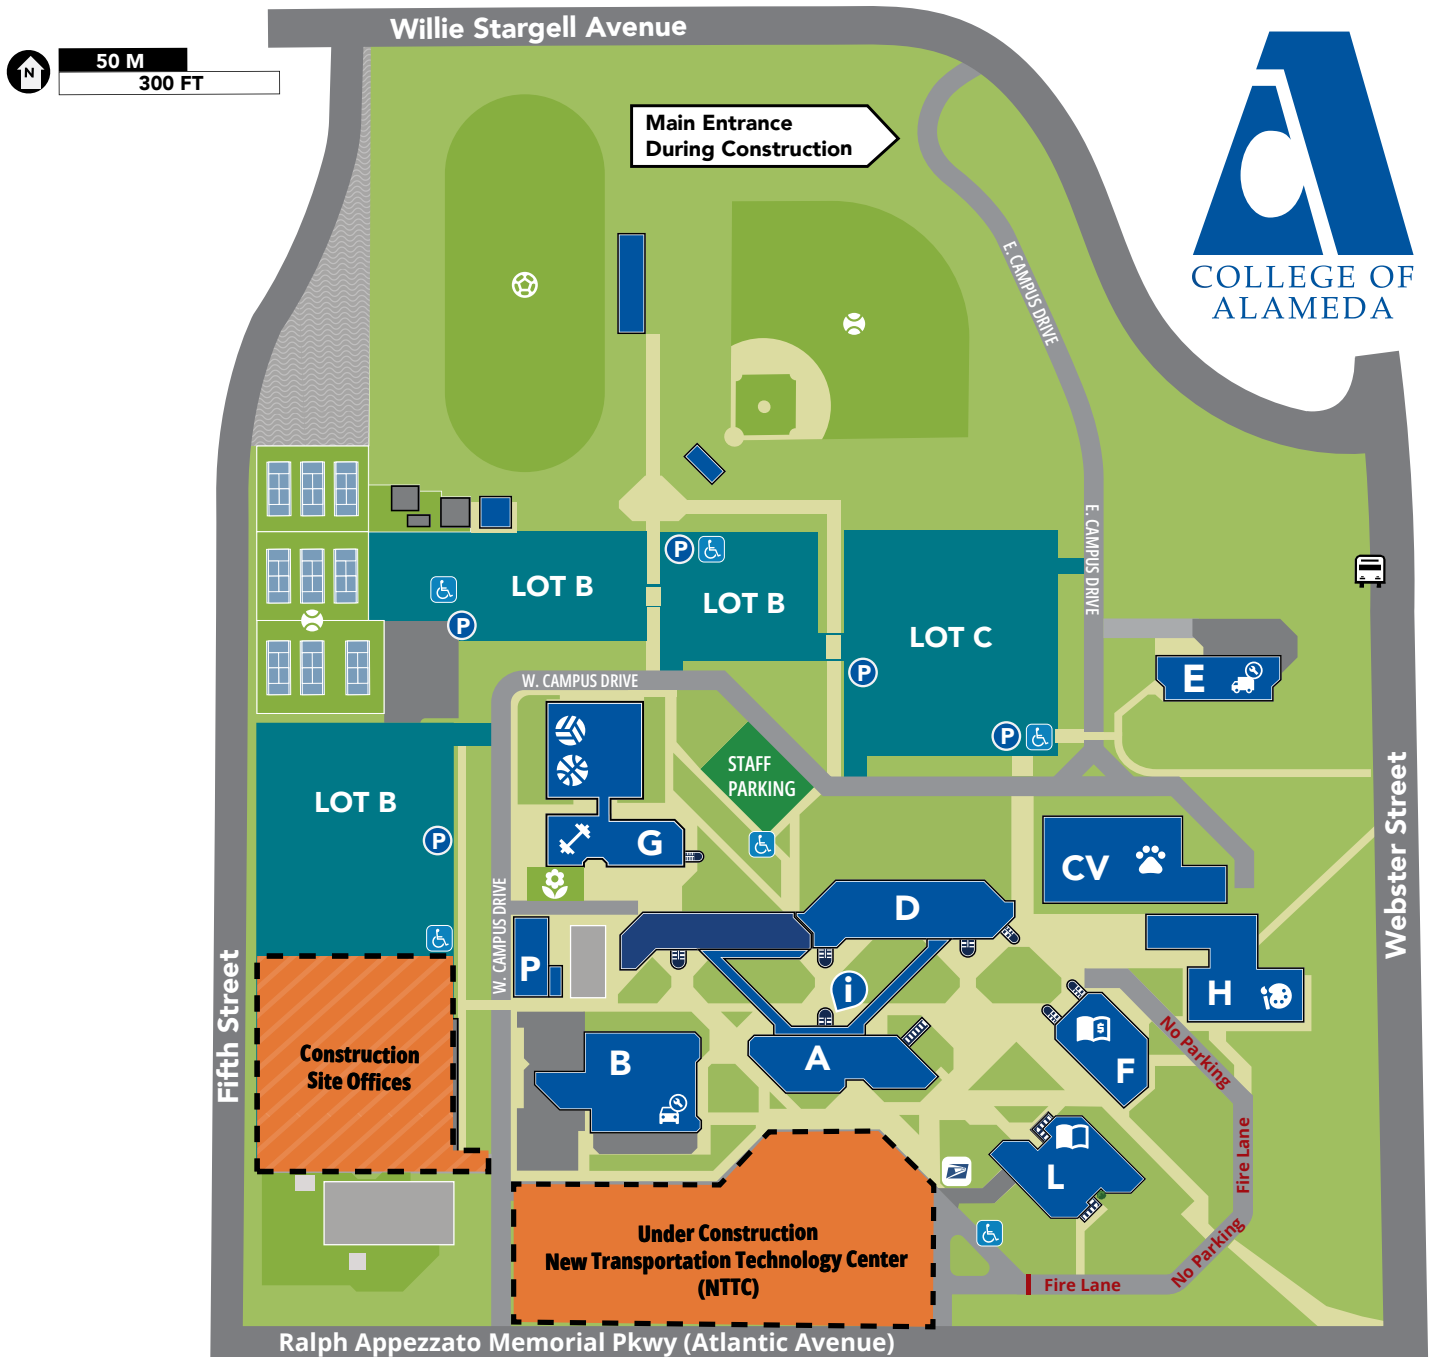 Willie Stargell Avenue
N
50 M
300 FT
Main Entrance
During Construction
COLLEGE OF
ALAMEDA
E. CAMPUS DRIVE
E. CAMPUS DRIVE
P
LOT B
LOT B
LOT C
P
P
E
W. CAMPUS DRIVE
P
STAFF
PARKING
LOT B
P
G
CV
Webster Street
W. CAMPUS DRIVE
D
P
i
H
Fifth Street
Construction
Site Offices
B
A
$
F
No Parking
L
Fire Lane
Under Construction
New Transportation Technology Center
(NTTC)
No Parking
Fire Lane
Ralph Appezzato Memorial Pkwy (Atlantic Avenue)